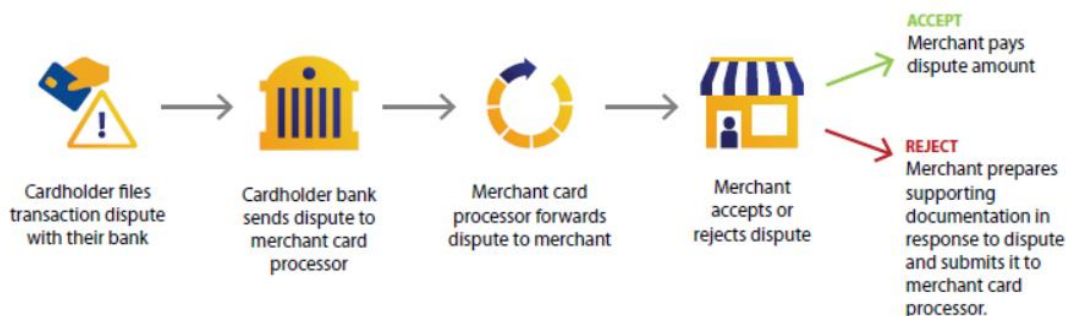 Cardholder files
transaction dispute
with their bank
Cardholder bank
sends dispute to
merchant card
processor
Merchant card
processor forwards
dispute to merchant
Merchant
accepts or
rejects dispute
ACCEPT
Merchant pays
dispute amount
REJECT
Merchant prepares
supporting
documentation in
response to dispute
and submits it to
merchant card
processor.